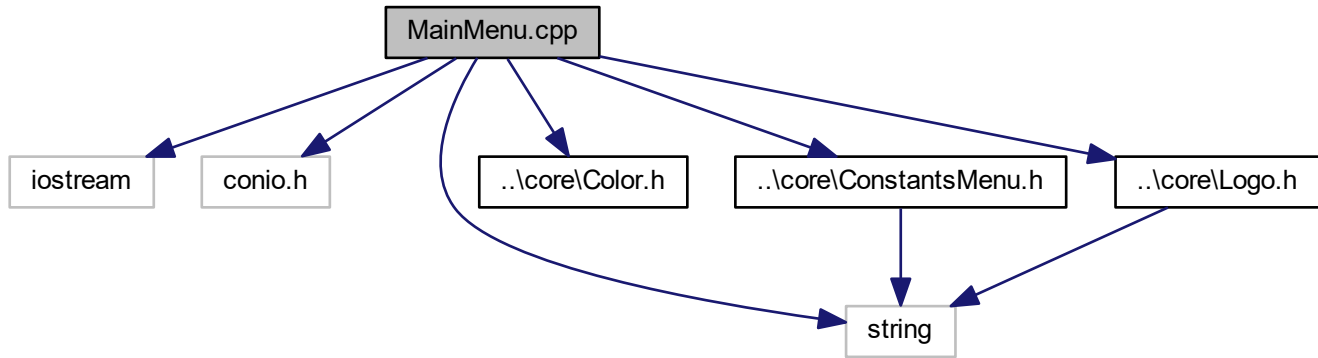 MainMenu.cpp
iostream
conio.h
..\core\Color.h
..\core\ConstantsMenu.h
..\core\Logo.h
string